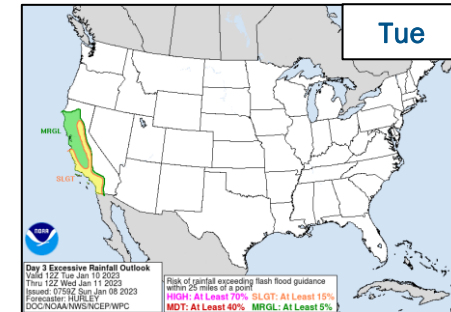 Tue
MRGL
SLGT
NOAA
Day 3 Excessive Rainfall Outlook
Valid 12Z Tue Jan 10 2023
Thru 12Z Wed Jan 11 2023
Issued: 0759Z Sun Jan 08 2023
Forecaster: HURLEY
DOC/NOAA/NWS/NCEP/WPC
Risk of rainfall exceeding flash flood guidance
within 25 miles of a point
HIGH: At Least 70% SLGT: At Least 15%
MDT: At Least 40% MRGL: At Least 5%